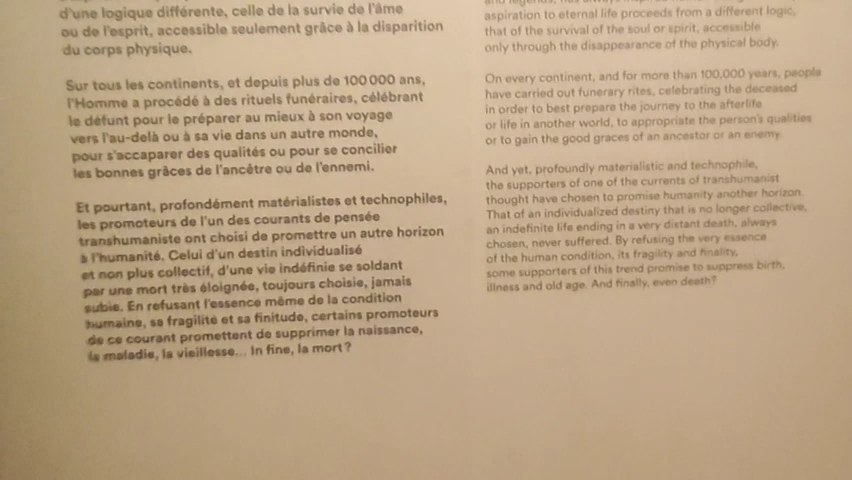 d'une logique différente, celle de la survie de l'âme
ou de l'esprit, accessible seulement grâce à la disparition
du corps physique.
Sur tous les continents, et depuis plus de 100 000 ans,
l'Homme a procédé à des rituels funéraires, célébrant
le défunt pour le préparer au mieux à son voyage
vers l'au-delà ou à sa vie dans un autre monde,
pour s'accaparer des qualités ou pour se concilier
les bonnes grâces de l'ancêtre ou de l'ennemi.
Et pourtant, profondément matérialistes et technophiles,
les promoteurs de l'un des courants de pensée
transhumaniste ont choisi de promettre un autre horizon
à l'humanité. Celui d'un destin individualisé
et non plus collectif, d'une vie indéfinie se soldant
par une mort très éloignée, toujours choisie, jamais
subie. En refusant l'essence même de la condition
humaine, sa fragilité et sa finitude, certains promoteurs
de ce courant promettent de supprimer la naissance,
la maladie, la vieillesse... In fine, la mort ?
aspiration to eternal life proceeds from a different logic,
that of the survival of the soul or spirit, accessible
only through the disappearance of the physical body.
On every continent, and for more than 100,000 years, people
have carried out funerary rites, celebrating the deceased
in order to best prepare the journey to the afterlife
or life in another world, to appropriate the person's qualities
or to gain the good graces of an ancestor or an enemy.
And yet, profoundly materialistic and technophile,
the supporters of one of the currents of transhumanist
thought have chosen to promise humanity another horizon.
That of an individualized destiny that is no longer collective,
an indefinite life ending in a very distant death, always
chosen, never suffered. By refusing the very essence
of the human condition, its fragility and finality,
some supporters of this trend promise to suppress birth,
illness and old age. And finally, even death?